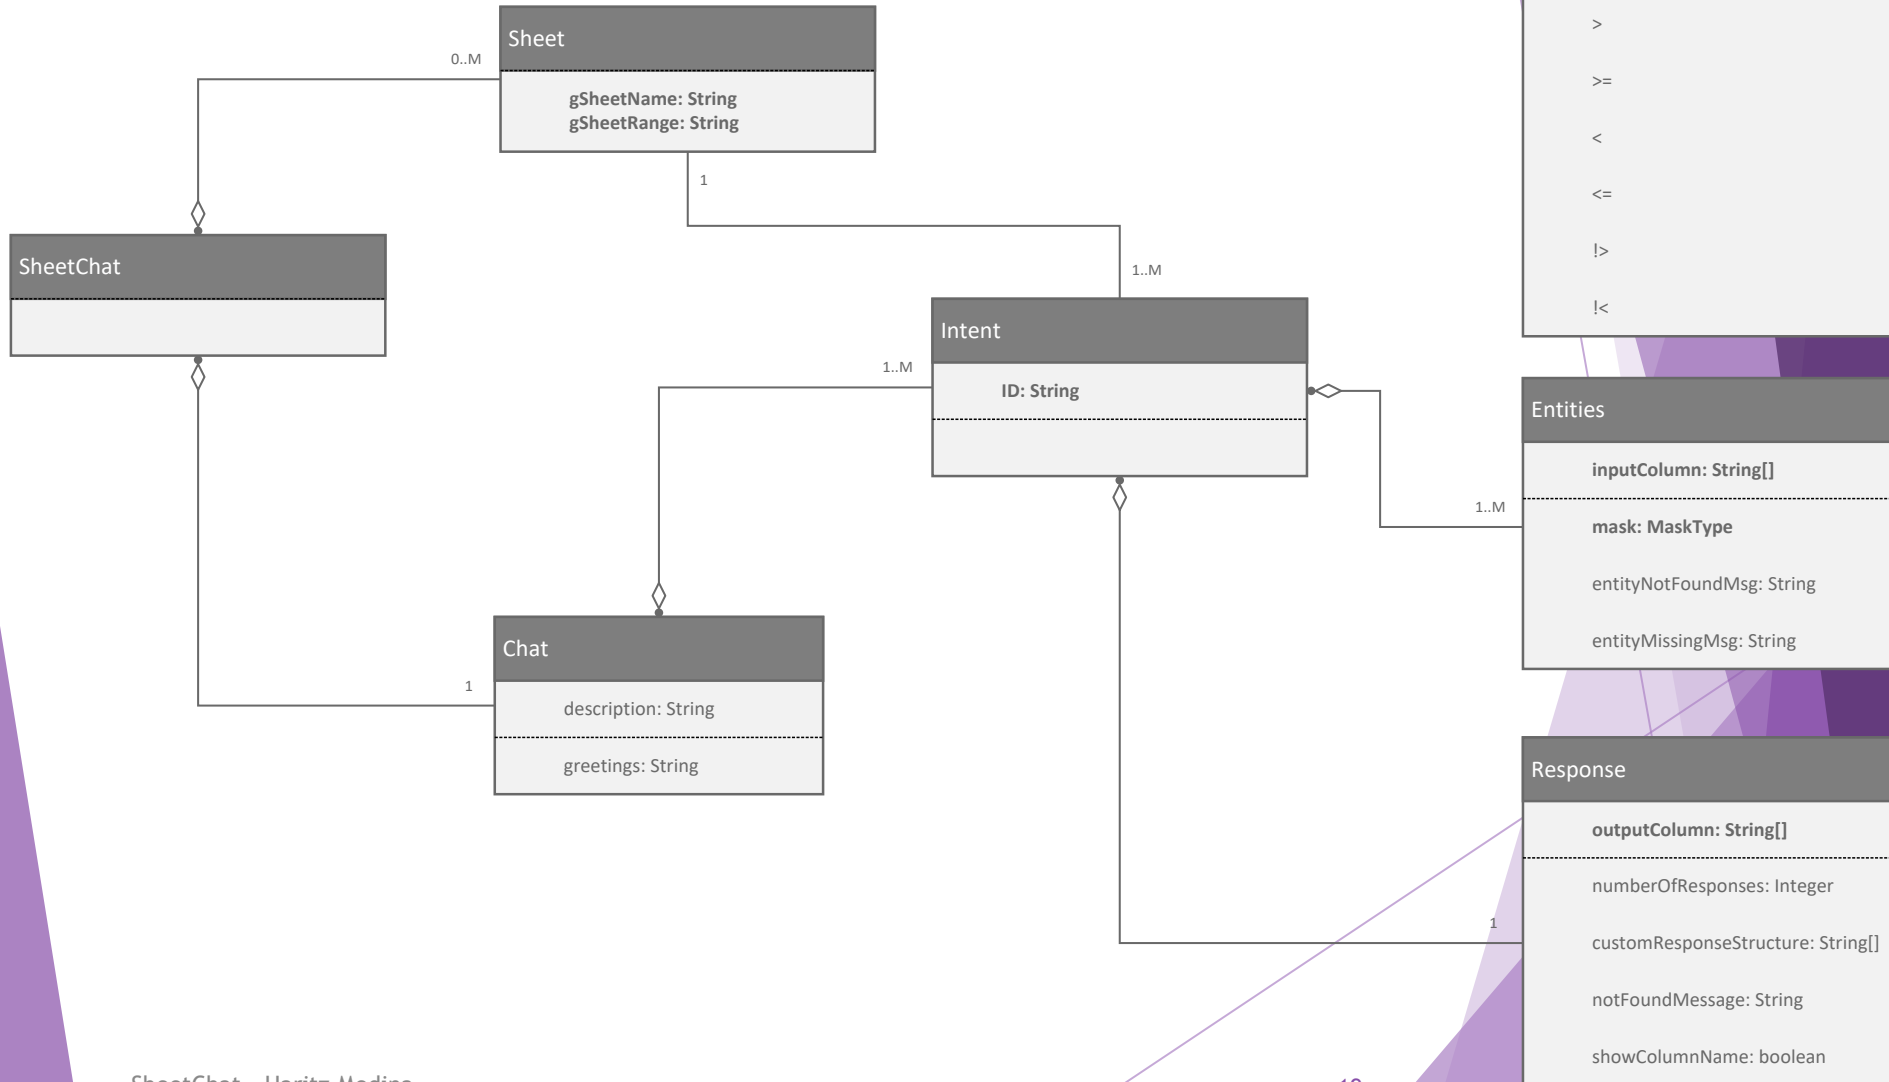 Sheet
0..M
gSheetName: String
gSheetRange: String
1
SheetChat
1..M
Intent
ID: String
1..M
Chat
description: String
greetings: String
1
>
>=
<
<=
!>
!<
Entities
inputColumn: String[]
1..M
mask: MaskType
entityNotFoundMsg: String
entityMissingMsg: String
Response
outputColumn: String[]
numberOfResponses: Integer
1
customResponseStructure: String[]
notFoundMessage: String
showColumnName: boolean